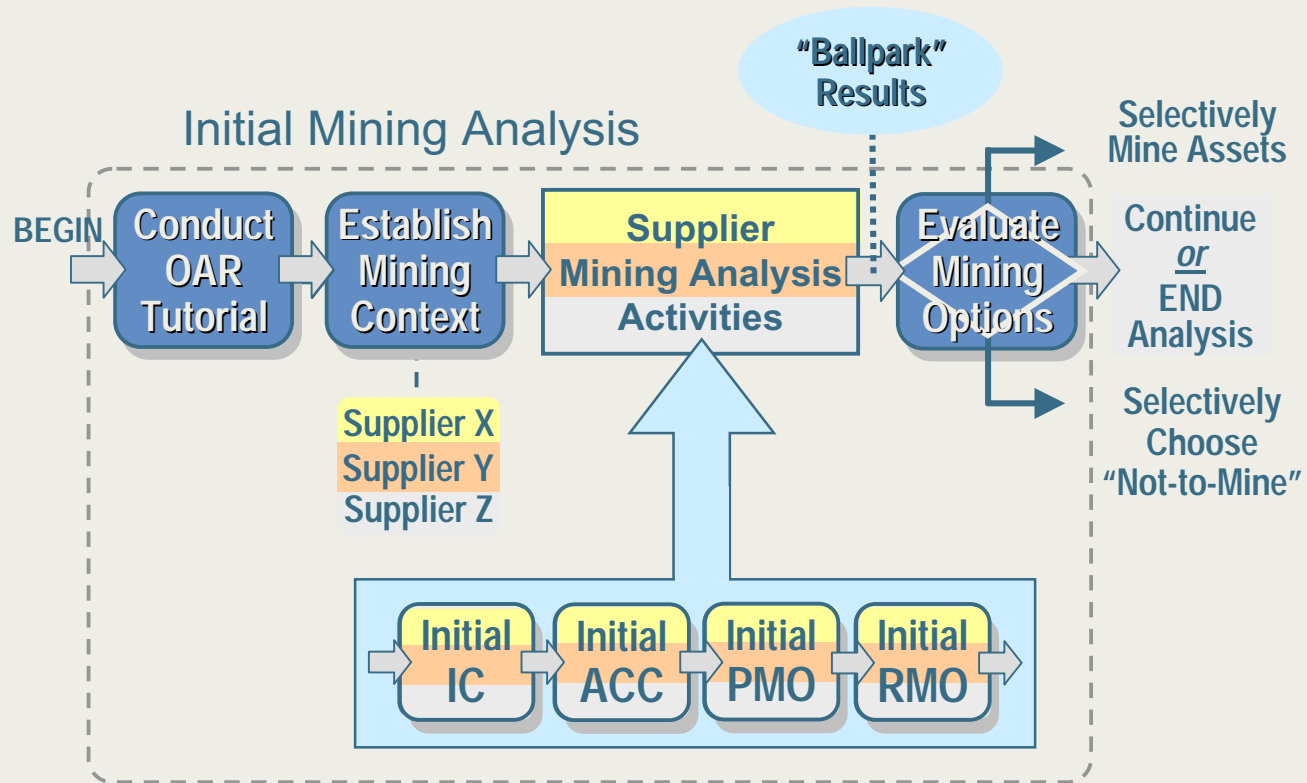 “Ballpark”
Results
Initial Mining Analysis
BEGIN
Conduct
OAR
Tutorial
Establish
Mining
Context
Supplier
Mining Analysis
Activities
Evaluate
Mining
Options
Selectively
Mine Assets
Continue
or
END
Analysis
Selectively
Choose
“Not-to-Mine”
Supplier X
Supplier Y
Supplier Z
Initial
IC
Initial
ACC
Initial
PMO
Initial
RMO